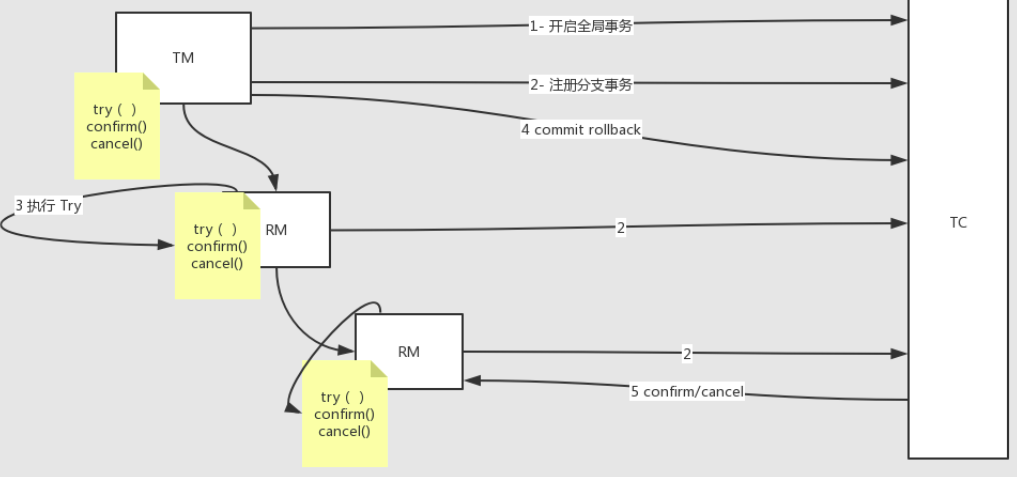 1- 开启全局事务
TM
2- 注册分支事务
try（ ）
confirm()
cancel()
4 commit rollback
3 执行 Try
try（ ）
confirm()
cancel()
RM
2
TC
RM
2
5 confirm/cancel
try（ ）
confirm()
cancel()